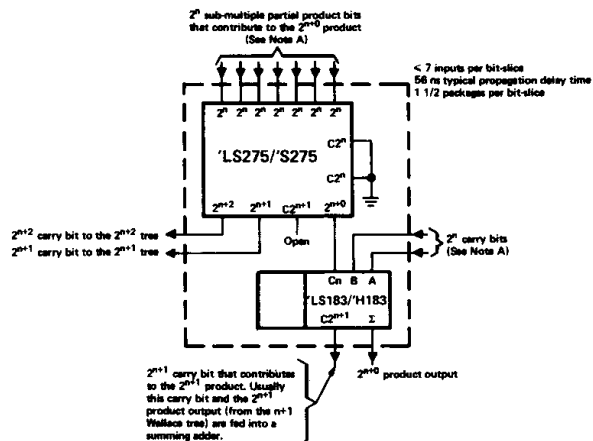 2ⁿ sub-multiple partial product bits
that contribute to the 2ⁿ⁺⁰ product
(See Note A)
< 7 inputs per bit-slice
56 ns typical propagation delay time
1 1/2 packages per bit-slice
2ⁿ 2ⁿ 2ⁿ 2ⁿ 2ⁿ 2ⁿ 2ⁿ
C2ⁿ
'LS275/'S275
C2ⁿ
2ⁿ⁺² 2ⁿ⁺¹ C2ⁿ⁺¹ 2ⁿ⁺⁰
2ⁿ⁺² carry bit to the 2ⁿ⁺² tree
2ⁿ⁺¹ carry bit to the 2ⁿ⁺¹ tree
Open
2ⁿ carry bits
(See Note A)
Cn B A
'LS183/'H183
C2ⁿ⁺¹ Σ
2ⁿ⁺¹ carry bit that contributes
to the 2ⁿ⁺¹ product. Usually
this carry bit and the 2ⁿ⁺¹
product output (from the n+1
Wallace tree) are fed into a
summing adder.
2ⁿ⁺⁰ product output